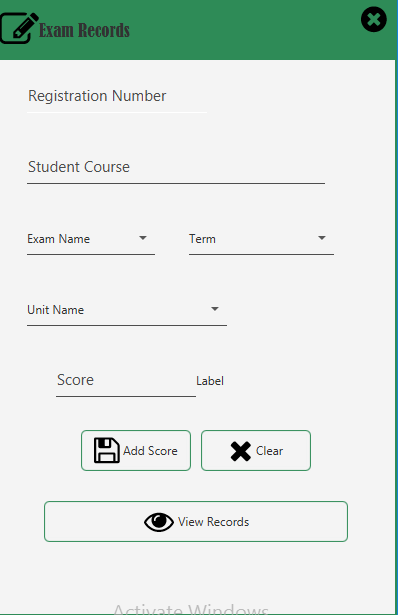 Exam Records
Registration Number
Student Course
Exam Name Term
Unit Name
Score Label
Add Score Clear
View Records
Activate Windows